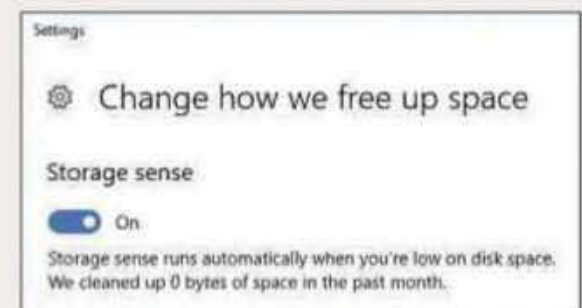 Settings
Change how we free up space
Storage sense
On
Storage sense runs automatically when you're low on disk space.
We cleaned up 0 bytes of space in the past month.